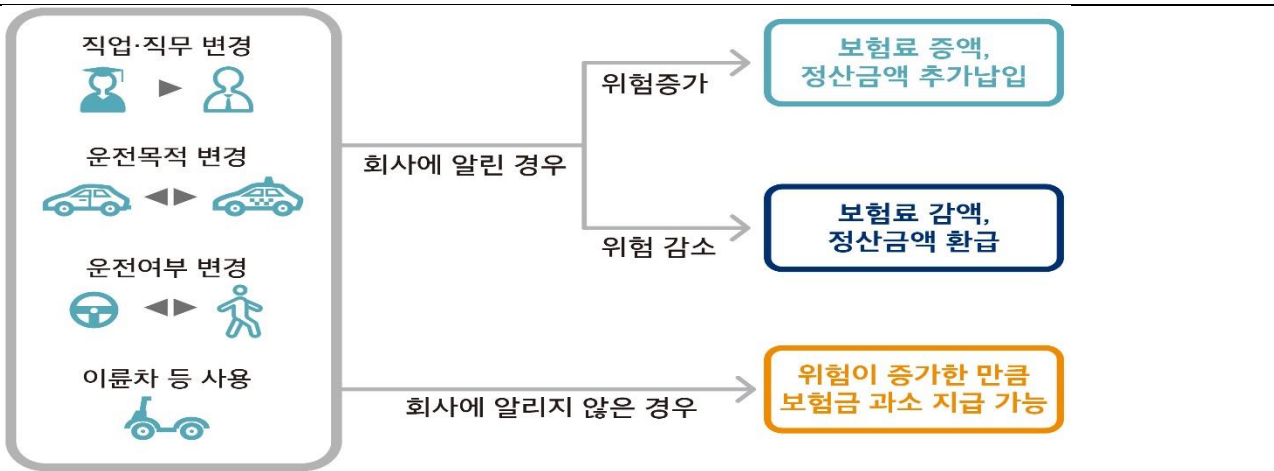 직업·직무 변경
운전목적 변경
운전여부 변경
이륜차 등 사용
회사에 알린 경우
위험증가
보험료 증액,
정산금액 추가납입
위험 감소
보험료 감액,
정산금액 환급
회사에 알리지 않은 경우
위험이 증가한 만큼
보험금 과소 지급 가능